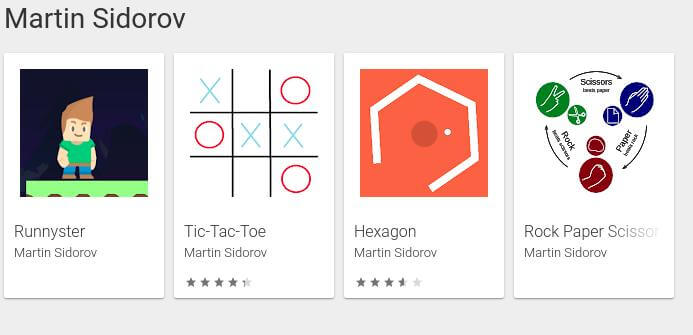 Martin Sidorov
Scissors
beats paper
Rock
beats scissors
Paper
beats rock
Runnyster
Martin Sidorov
Tic-Tac-Toe
Martin Sidorov
Hexagon
Martin Sidorov
Rock Paper Scissor
Martin Sidorov